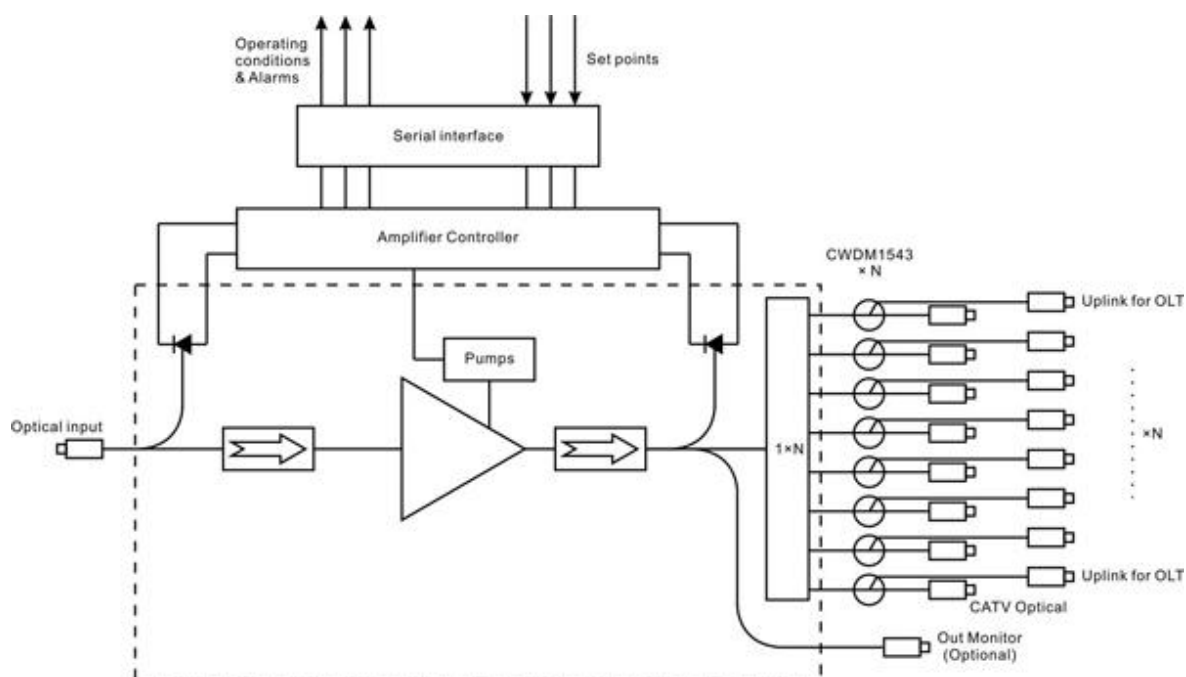 Operating
conditions
& Alarms
Set points
Serial interface
Amplifier Controller
CWDM1543
× N
Uplink for OLT
Pumps
Optical input
1×N
×N
Uplink for OLT
CATV Optical
Out Monitor
(Optional)